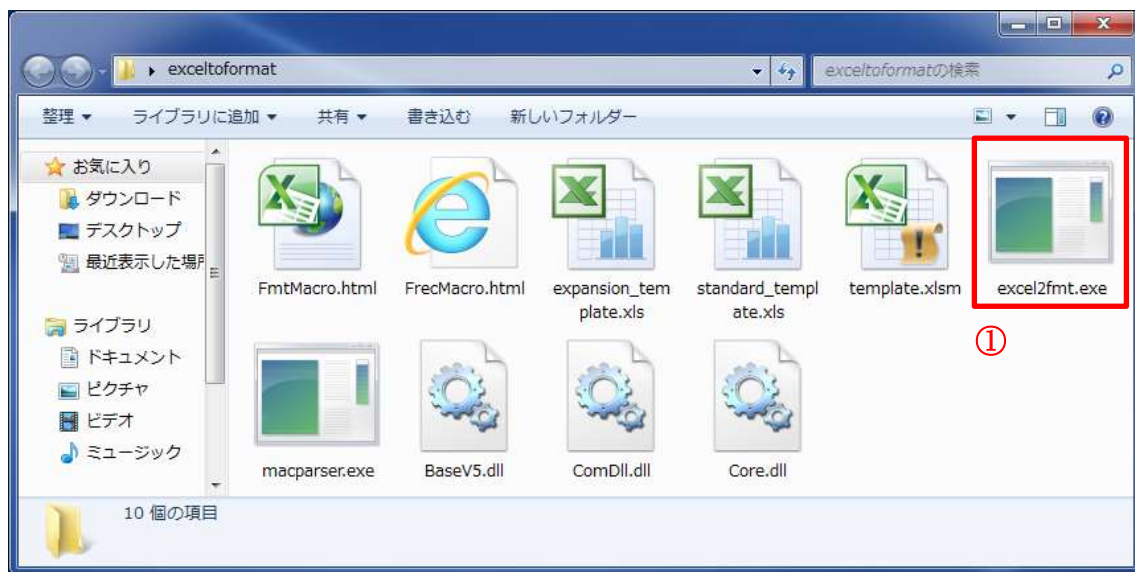 exceltoformat
exceltoformatの検索
整理
ライブラリに追加
共有
書き込む
新しいフォルダー
お気に入り
ダウンロード
デスクトップ
最近表示した場所
ライブラリ
ドキュメント
ピクチャ
ビデオ
ミュージック
FmtMacro.html
FrecMacro.html
expansion_tem
plate.xls
standard_templ
ate.xls
template.xlsm
excel2fmt.exe
①
macparser.exe
BaseV5.dll
ComDll.dll
Core.dll
10 個の項目